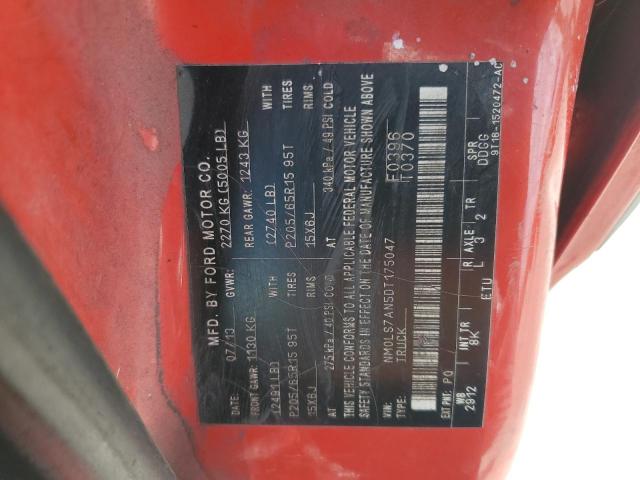 MFD. BY FORD MOTOR CO.
DATE: 07/13 GVWR: 2270 KG (5005 LB)
FRONT GAWR: 1130 KG REAR GAWR: 1243 KG
(2491 LB) (2740 LB)
P205/65R15 95T TIRES P205/65R15 95T TIRES
15X6J RIMS 15X6J RIMS
AT 275 kPa / 40 PSI COLD AT 340 kPa / 49 PSI COLD
THIS VEHICLE CONFORMS TO ALL APPLICABLE FEDERAL MOTOR VEHICLE
SAFETY STANDARDS IN EFFECT ON THE DATE OF MANUFACTURE SHOWN ABOVE
VIN: NM0LS7AN5DT175047 F0396
TYPE: TRUCK T0370
EXT PNT: PQ
WB INT TR R AXLE TR SPR
2912 8K L 3 2 DDGG
ETU 9T16-1520472-AC